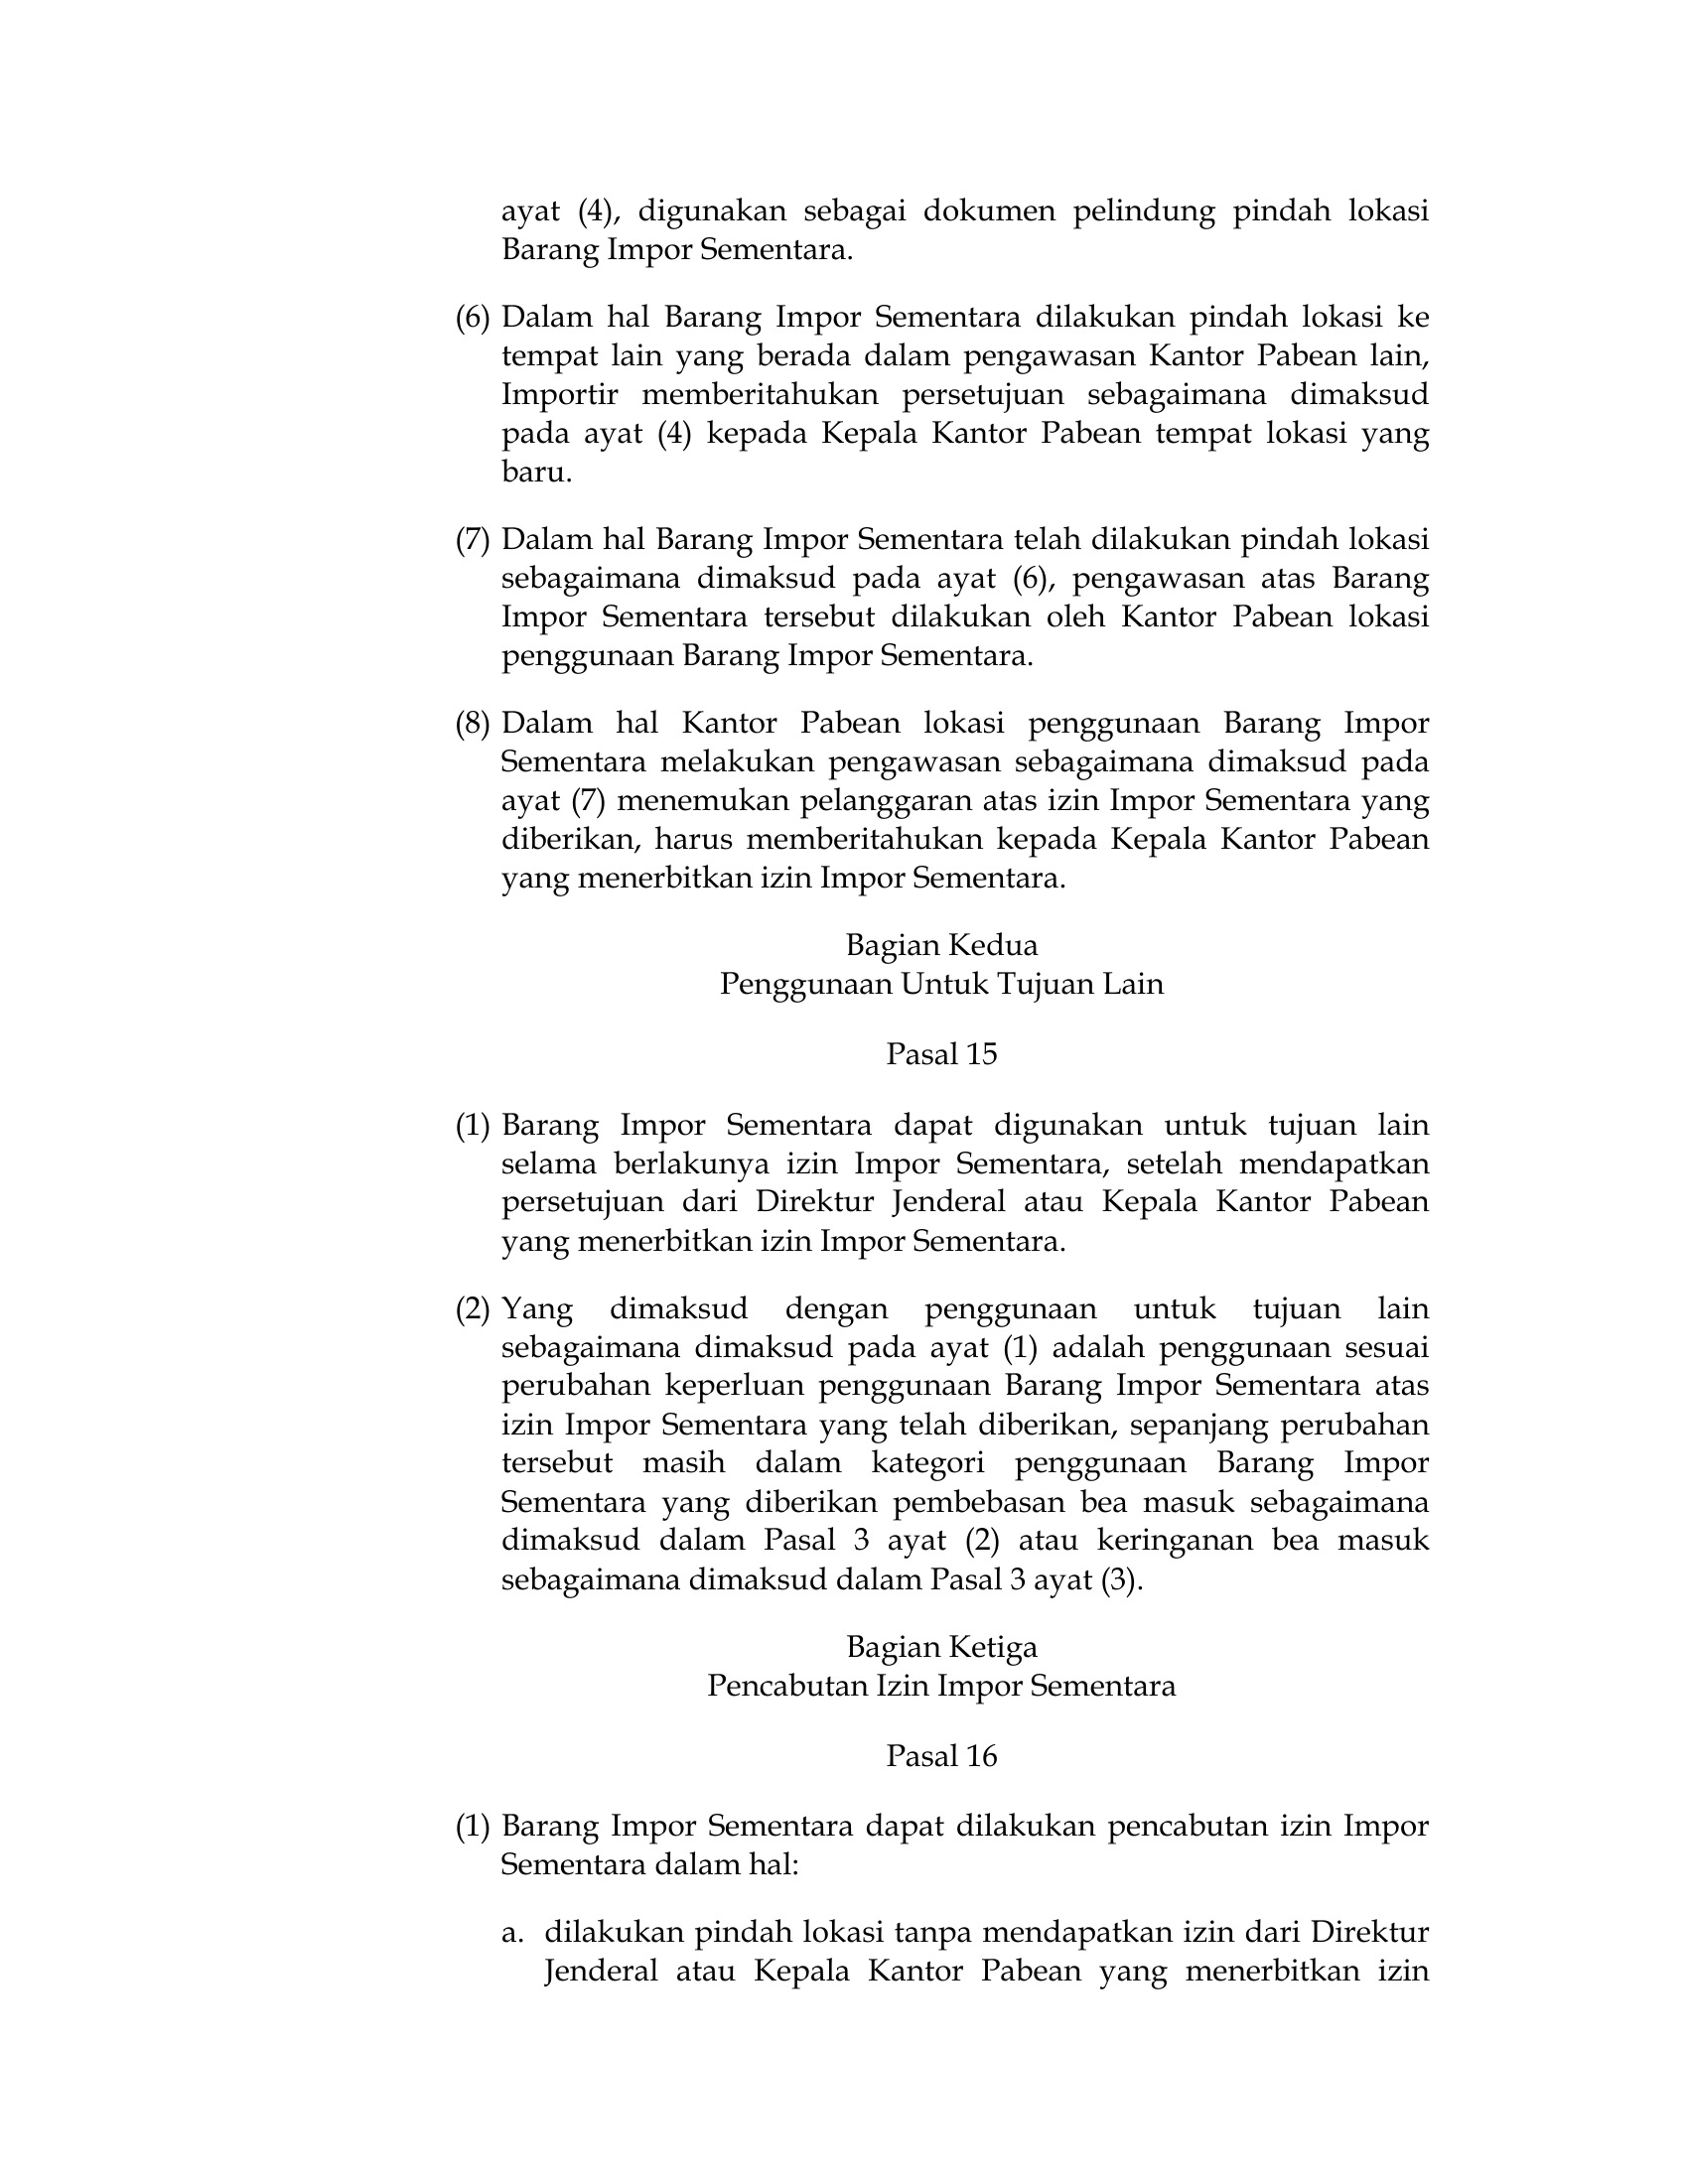 ayat (4), digunakan sebagai dokumen pelindung pindah lokasi
Barang Impor Sementara.
(6) Dalam hal Barang Impor Sementara dilakukan pindah lokasi ke
tempat lain yang berada dalam pengawasan Kantor Pabean lain,
Importir memberitahukan persetujuan sebagaimana dimaksud
pada ayat (4) kepada Kepala Kantor Pabean tempat lokasi yang
baru.
(7) Dalam hal Barang Impor Sementara telah dilakukan pindah lokasi
sebagaimana dimaksud pada ayat (6), pengawasan atas Barang
Impor Sementara tersebut dilakukan oleh Kantor Pabean lokasi
penggunaan Barang Impor Sementara.
(8) Dalam hal Kantor Pabean lokasi penggunaan Barang Impor
Sementara melakukan pengawasan sebagaimana dimaksud pada
ayat (7) menemukan pelanggaran atas izin Impor Sementara yang
diberikan, harus memberitahukan kepada Kepala Kantor Pabean
yang menerbitkan izin Impor Sementara.
Bagian Kedua
Penggunaan Untuk Tujuan Lain
Pasal 15
(1) Barang Impor Sementara dapat digunakan untuk tujuan lain
selama berlakunya izin Impor Sementara, setelah mendapatkan
persetujuan dari Direktur Jenderal atau Kepala Kantor Pabean
yang menerbitkan izin Impor Sementara.
(2) Yang dimaksud dengan penggunaan untuk tujuan lain
sebagaimana dimaksud pada ayat (1) adalah penggunaan sesuai
perubahan keperluan penggunaan Barang Impor Sementara atas
izin Impor Sementara yang telah diberikan, sepanjang perubahan
tersebut masih dalam kategori penggunaan Barang Impor
Sementara yang diberikan pembebasan bea masuk sebagaimana
dimaksud dalam Pasal 3 ayat (2) atau keringanan bea masuk
sebagaimana dimaksud dalam Pasal 3 ayat (3).
Bagian Ketiga
Pencabutan Izin Impor Sementara
Pasal 16
(1) Barang Impor Sementara dapat dilakukan pencabutan izin Impor
Sementara dalam hal:
a. dilakukan pindah lokasi tanpa mendapatkan izin dari Direktur
Jenderal atau Kepala Kantor Pabean yang menerbitkan izin